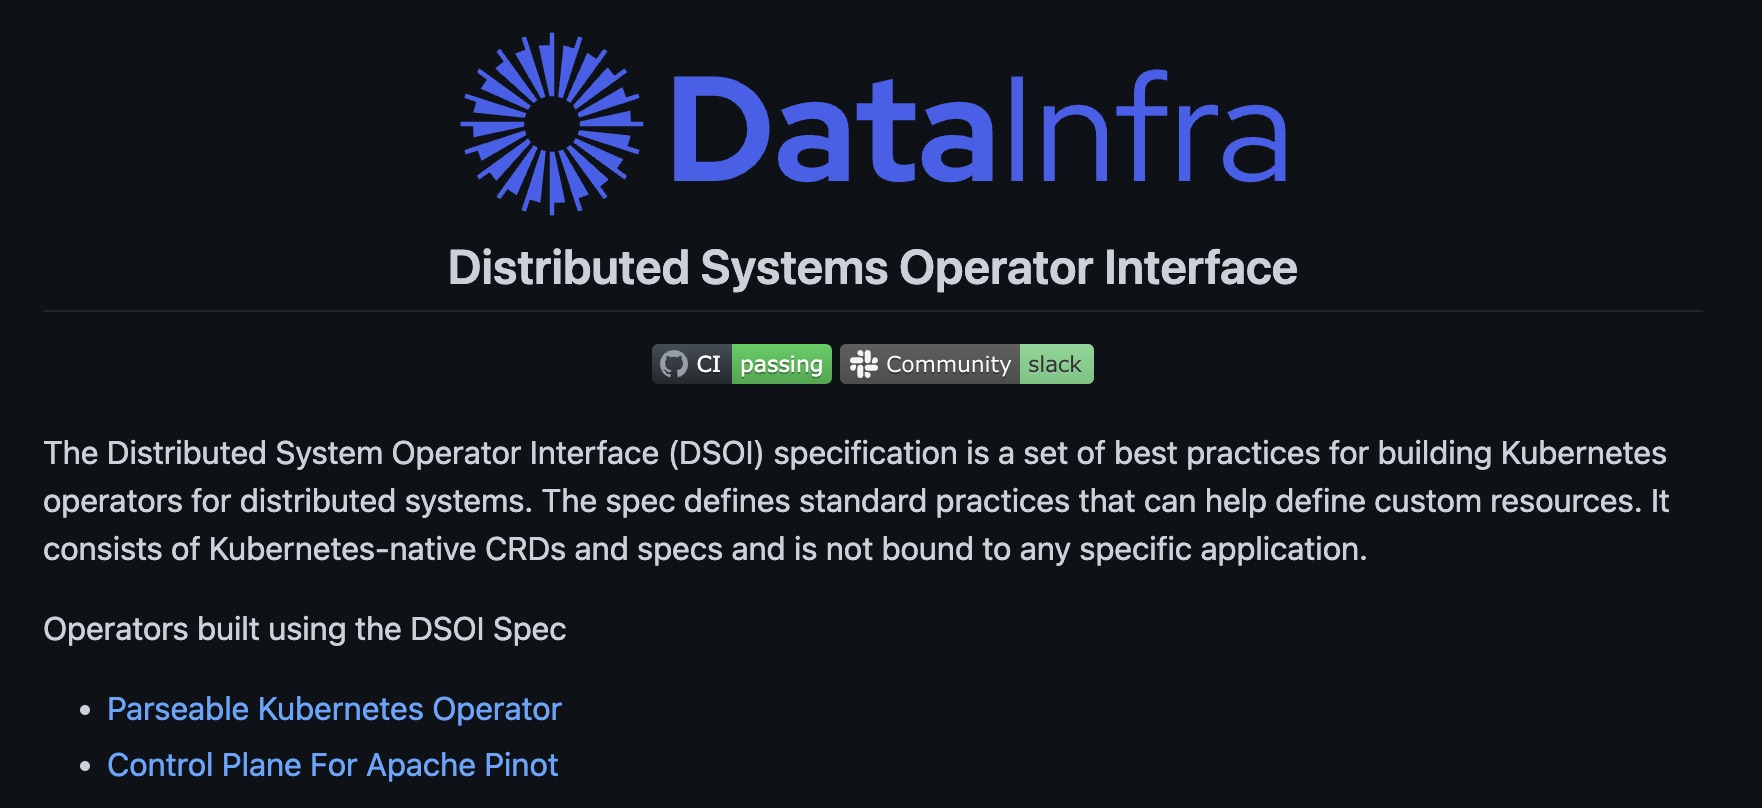 DataInfra
Distributed Systems Operator Interface
CI passing Community slack
The Distributed System Operator Interface (DSOI) specification is a set of best practices for building Kubernetes
operators for distributed systems. The spec defines standard practices that can help define custom resources. It
consists of Kubernetes-native CRDs and specs and is not bound to any specific application.
Operators built using the DSOI Spec
• Parseable Kubernetes Operator
• Control Plane For Apache Pinot